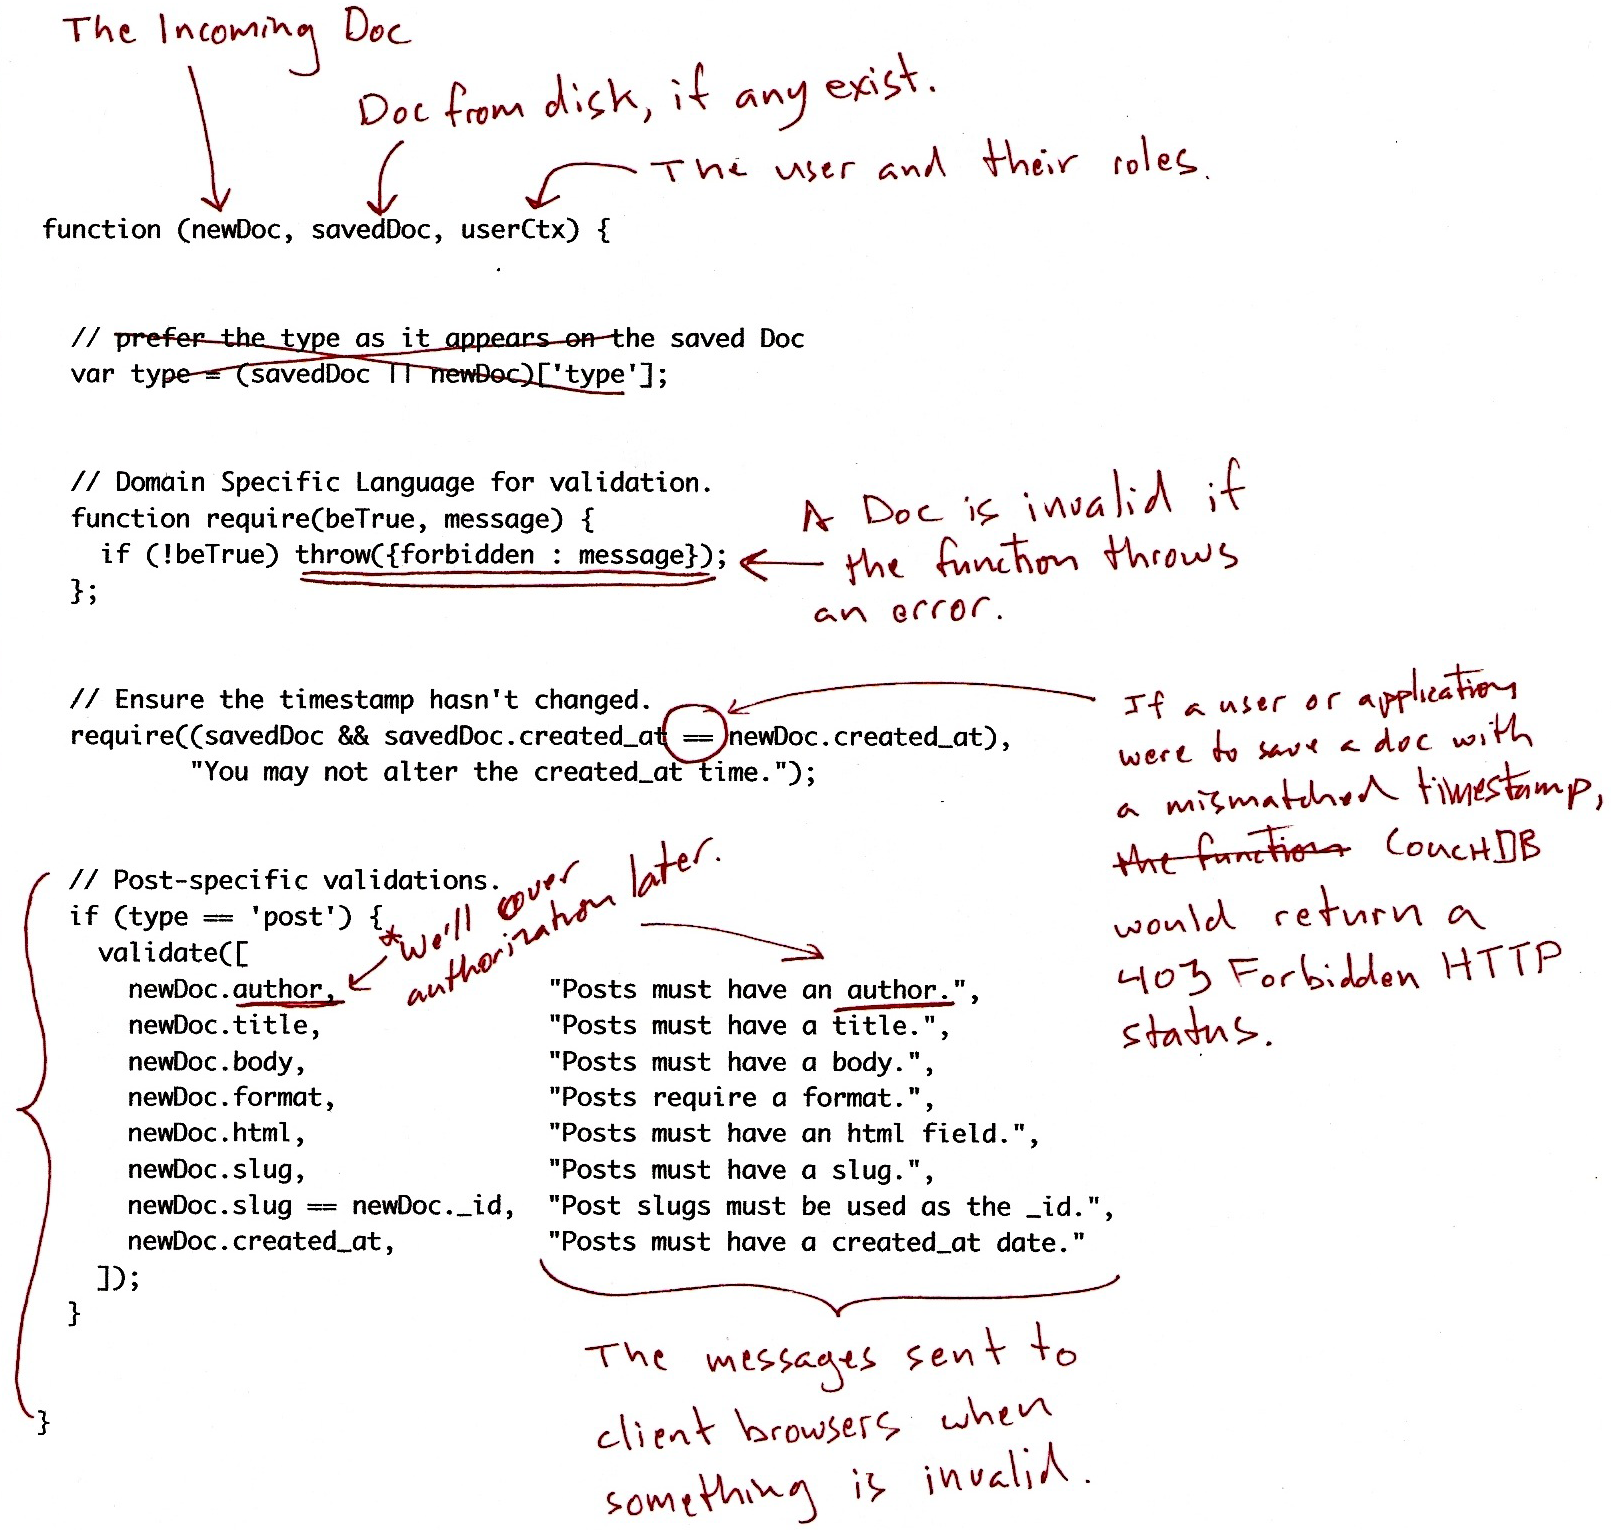 The Incoming Doc
Doc from disk, if any exist.
The user and their roles.
function (newDoc, savedDoc, userCtx) {
// prefer the type as it appears on the saved Doc
var type = (savedDoc || newDoc)['type'];
// Domain Specific Language for validation.
function require(beTrue, message) {
if (!beTrue) throw({forbidden : message});
};
A Doc is invalid if
the function throws
an error.
// Ensure the timestamp hasn't changed.
require((savedDoc && savedDoc.created_at == newDoc.created_at),
"You may not alter the created_at time.");
If a user or application
were to save a doc with
a mismatched timestamp,
the function CouchDB
would return a
403 Forbidden HTTP
status.
// Post-specific validations.
if (type == 'post') {
*We'll cover
authorization later.
validate([
newDoc.author, "Posts must have an author.",
newDoc.title, "Posts must have a title.",
newDoc.body, "Posts must have a body.",
newDoc.format, "Posts require a format.",
newDoc.html, "Posts must have an html field.",
newDoc.slug, "Posts must have a slug.",
newDoc.slug == newDoc._id, "Post slugs must be used as the _id.",
newDoc.created_at, "Posts must have a created_at date."
]);
}
}
The messages sent to
client browsers when
something is invalid.